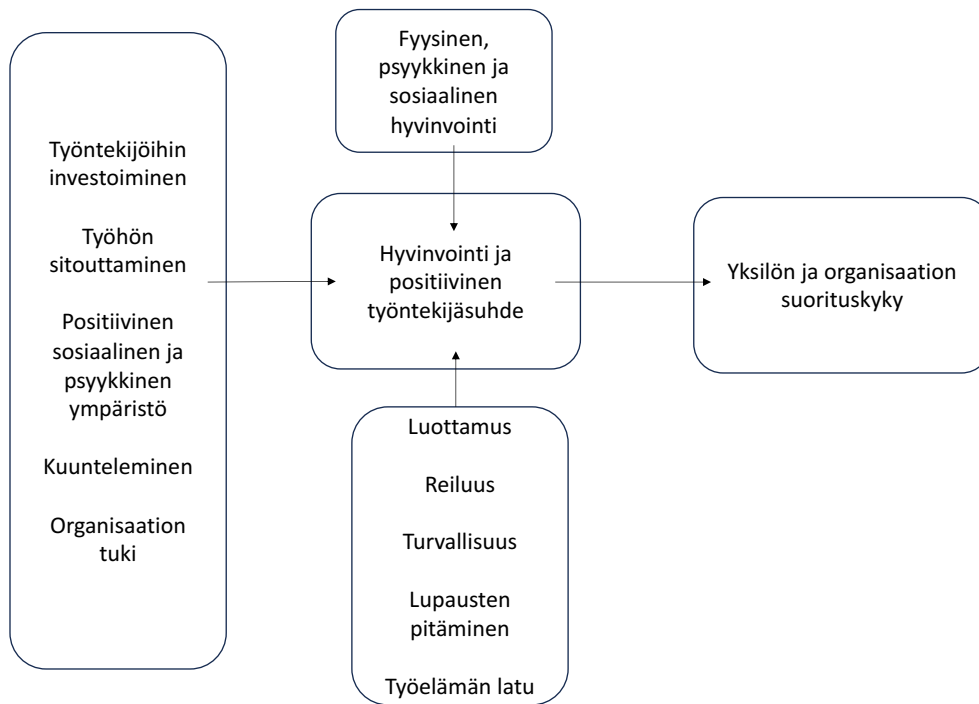 Työntekijöihin
investoiminen
Työhön
sitouttaminen
Positiivinen
sosiaalinen ja
psyykkinen
ympäristö
Kuunteleminen
Organisaation
tuki
Fyysinen,
psyykkinen ja
sosiaalinen
hyvinvointi
Hyvinvointi ja
positiivinen
työntekijäsuhde
Luottamus
Reiluus
Turvallisuus
Lupausten
pitäminen
Työelämän latu
Yksilön ja organisaation
suorituskyky